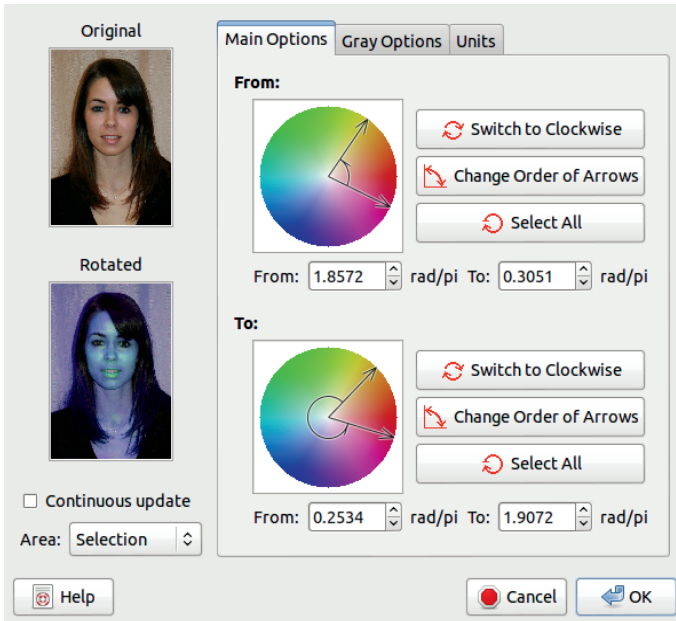 Original
Main Options Gray Options Units
From:
Switch to Clockwise
Change Order of Arrows
Select All
From: 1.8572 rad/pi To: 0.3051 rad/pi
Rotated
To:
Switch to Clockwise
Change Order of Arrows
Select All
From: 0.2534 rad/pi To: 1.9072 rad/pi
Continuous update
Area: Selection
Help Cancel OK